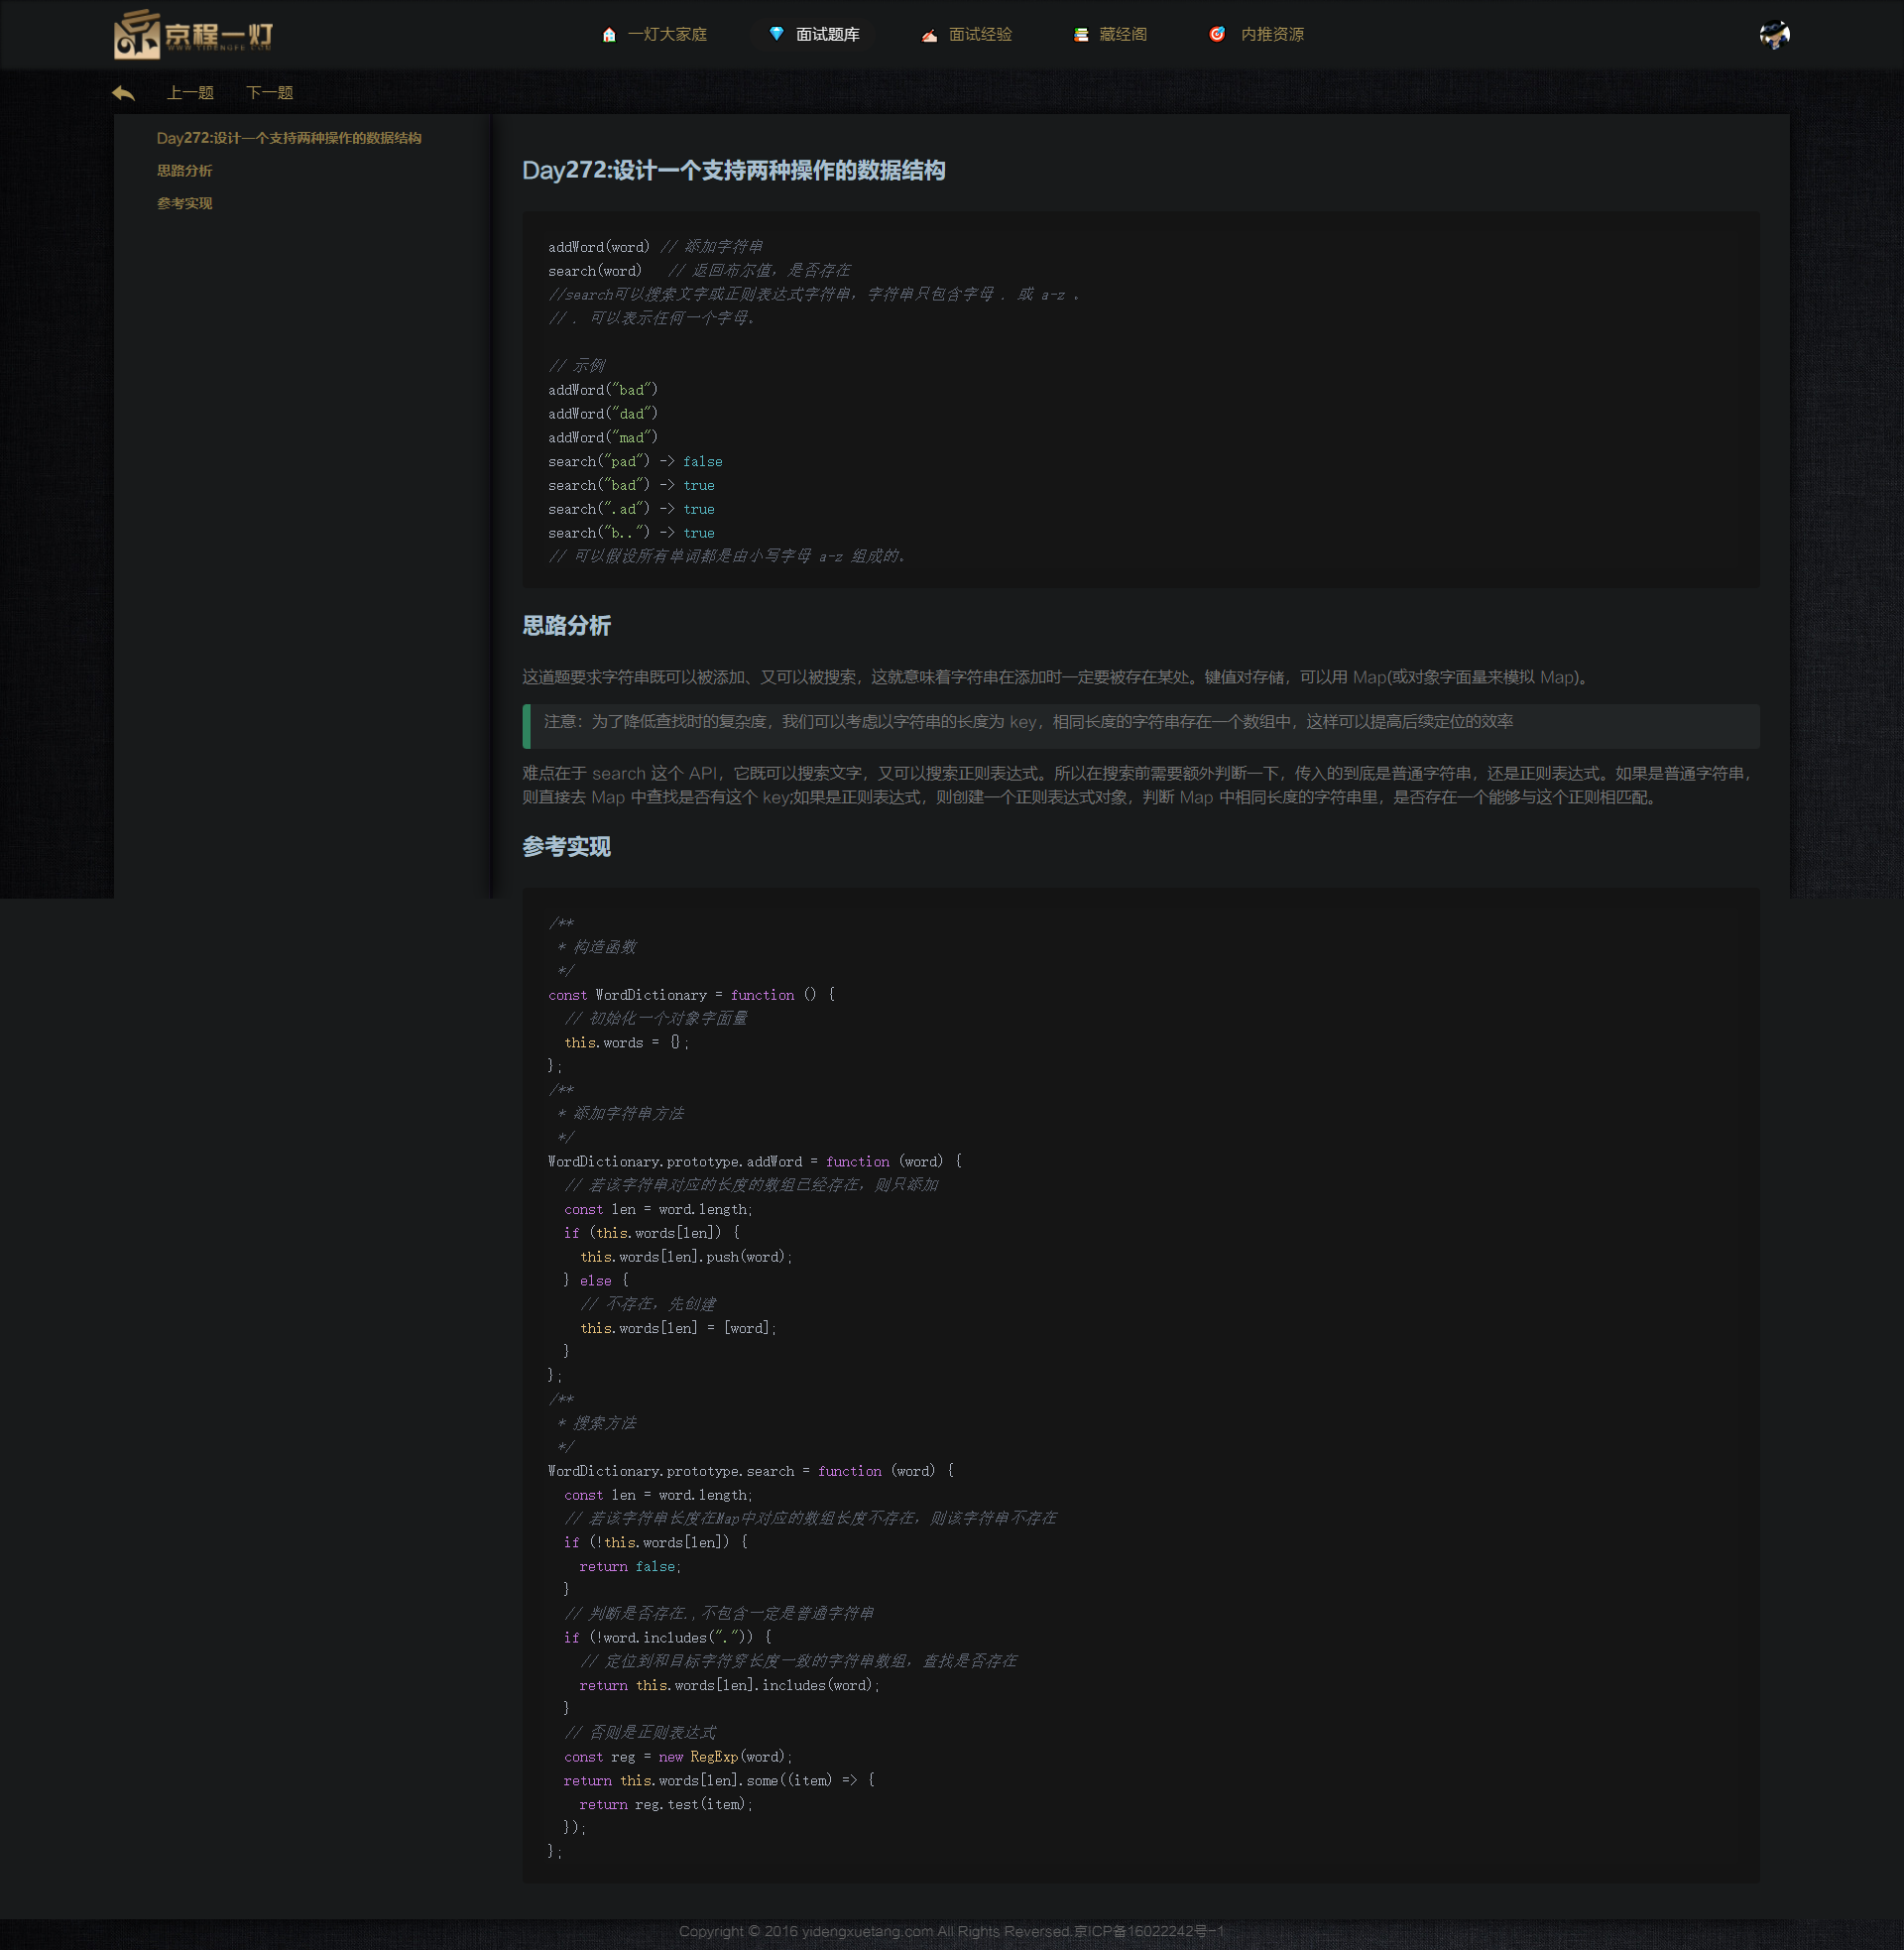 京程一灯
WWW.YIDENGFE.COM
一灯大家庭
面试题库
面试经验
藏经阁
内推资源
上一题
下一题
Day272:设计一个支持两种操作的数据结构
思路分析
参考实现
Day272:设计一个支持两种操作的数据结构
addWord(word) // 添加字符串
search(word)   // 返回布尔值，是否存在
//search可以搜索文字或正则表达式字符串，字符串只包含字母 . 或 a-z 。
// . 可以表示任何一个字母。
// 示例
addWord("bad")
addWord("dad")
addWord("mad")
search("pad") -> false
search("bad") -> true
search(".ad") -> true
search("b..") -> true
// 可以假设所有单词都是由小写字母 a-z 组成的。
思路分析
这道题要求字符串既可以被添加、又可以被搜索，这就意味着字符串在添加时一定要被存在某处。键值对存储，可以用 Map(或对象字面量来模拟 Map)。
注意：为了降低查找时的复杂度，我们可以考虑以字符串的长度为 key，相同长度的字符串存在一个数组中，这样可以提高后续定位的效率
难点在于 search 这个 API，它既可以搜索文字，又可以搜索正则表达式。所以在搜索前需要额外判断一下，传入的到底是普通字符串，还是正则表达式。如果是普通字符串，
则直接去 Map 中查找是否有这个 key;如果是正则表达式，则创建一个正则表达式对象，判断 Map 中相同长度的字符串里，是否存在一个能够与这个正则相匹配。
参考实现
/**
 * 构造函数
 */
const WordDictionary = function () {
  // 初始化一个对象字面量
  this.words = {};
};
/**
 * 添加字符串方法
 */
WordDictionary.prototype.addWord = function (word) {
  // 若该字符串对应的长度的数组已经存在，则只添加
  const len = word.length;
  if (this.words[len]) {
    this.words[len].push(word);
  } else {
    // 不存在，先创建
    this.words[len] = [word];
  }
};
/**
 * 搜索方法
 */
WordDictionary.prototype.search = function (word) {
  const len = word.length;
  // 若该字符串长度在Map中对应的数组长度不存在，则该字符串不存在
  if (!this.words[len]) {
    return false;
  }
  // 判断是否存在.,不包含一定是普通字符串
  if (!word.includes(".")) {
    // 定位到和目标字符穿长度一致的字符串数组，查找是否存在
    return this.words[len].includes(word);
  }
  // 否则是正则表达式
  const reg = new RegExp(word);
  return this.words[len].some((item) => {
    return reg.test(item);
  });
};
Copyright © 2016 yidengxuetang.com All Rights Reversed.京ICP备16022242号-1